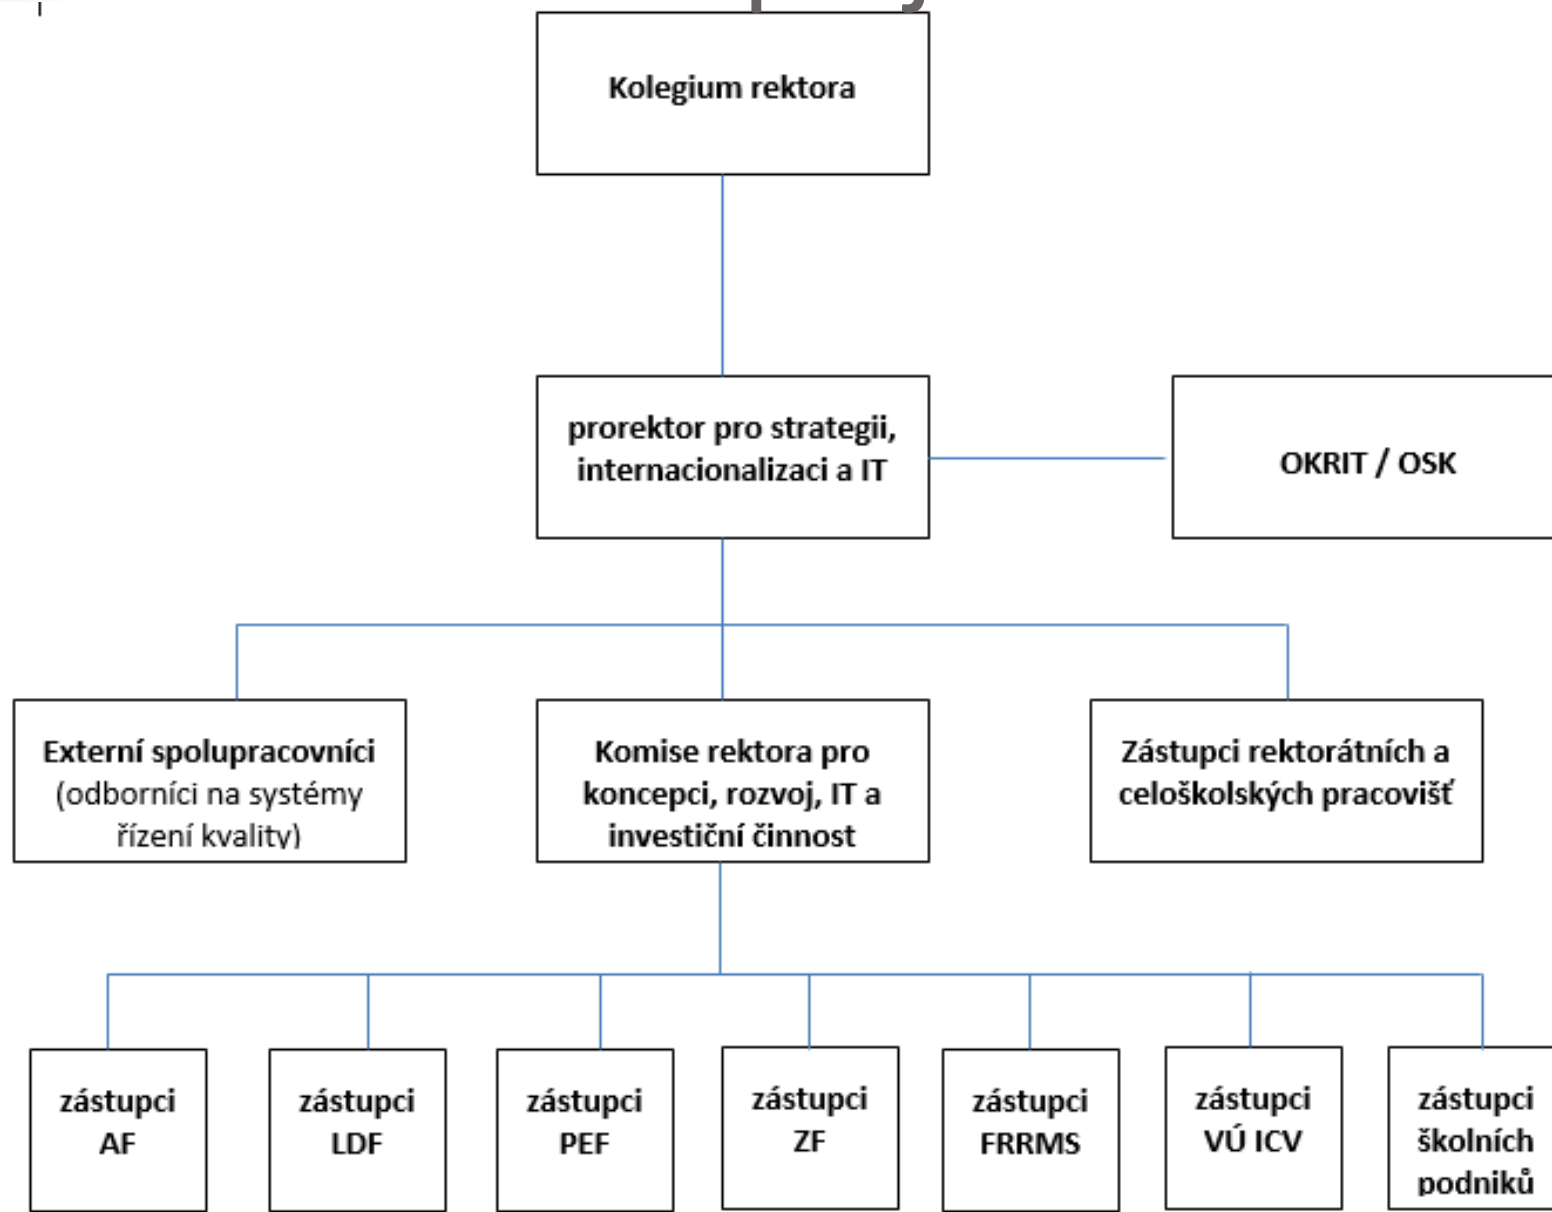 Kolegium rektora
prorektor pro strategii,
internacionalizaci a IT
OKRIT / OSK
Externí spolupracovníci
(odborníci na systémy
řízení kvality)
Komise rektora pro
koncepci, rozvoj, IT a
investiční činnost
Zástupci rektorátních a
celoškolských pracovišť
zástupci
AF
zástupci
LDF
zástupci
PEF
zástupci
ZF
zástupci
FRRMS
zástupci
VÚ ICV
zástupci
školních
podniků